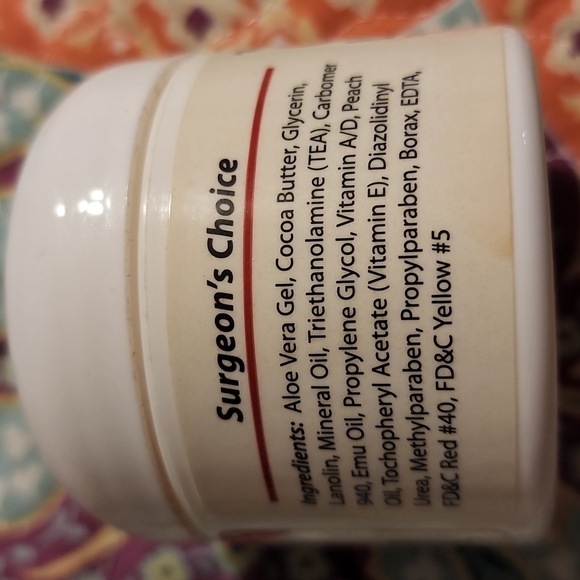 Surgeon's Choice
Ingredients: Aloe Vera Gel, Cocoa Butter, Glycerin,
Lanolin, Mineral Oil, Triethanolamine (TEA), Carbomer
940, Emu Oil, Propylene Glycol, Vitamin A/D, Peach
Oil, Tochopheryl Acetate (Vitamin E), Diazolidinyl
Urea, Methylparaben, Propylparaben, Borax, EDTA,
FD&C Red #40, FD&C Yellow #5